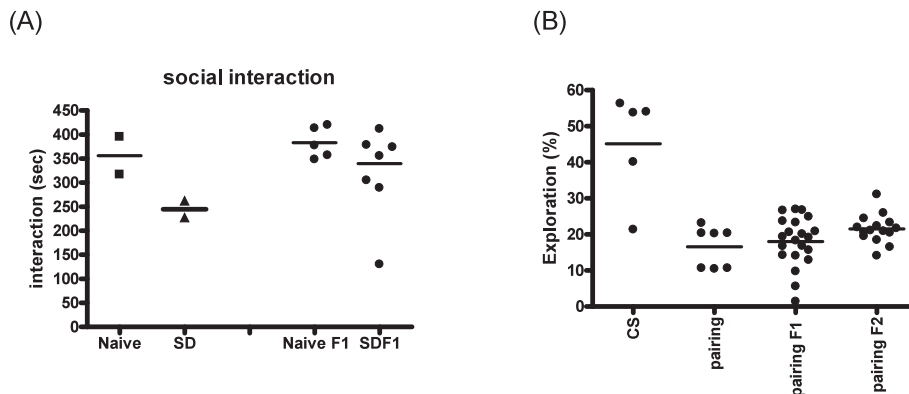 (A)
social interaction
interaction (sec)
450
400
350
300
250
200
150
100
50
0
Naive SD Naive F1 SDF1
(B)
Exploration (%)
60
50
40
30
20
10
0
CS
pairing
pairing F1
pairing F2